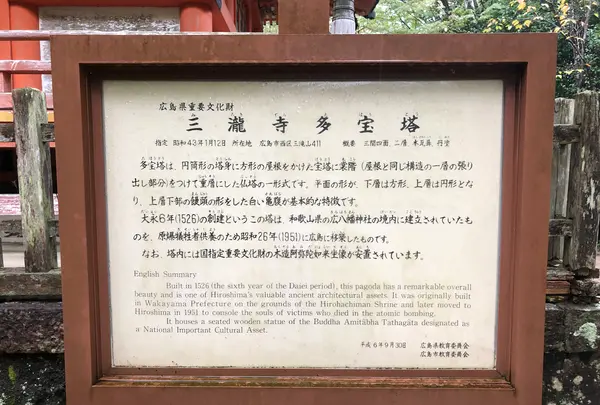 広島県重要文化財
三瀧寺多宝塔
指定 昭和43年1月12日 所在地 広島市西区三滝山411 概要 三間四面、二層、本瓦葺、丹塗
多宝塔は、円筒形の塔身に方形の屋根をかけた宝塔に裳階(屋根と同じ構造の一層の張
り出し部分)をつけて重層にした仏塔の一形式です。平面の形が、下層は方形、上層は円形とな
り、上層下部の饅頭の形をした白い亀腹が基本的な特徴です。
大永6年(1526)の創建というこの塔は、和歌山県の広八幡神社の境内に建立されていたも
のを、原爆犠牲者供養のため昭和26年(1951)に広島に移築したものです。
なお、塔内には国指定重要文化財の木造阿弥陀如来坐像が安置されています。
English Summary
Built in 1526 (the sixth year of the Daiei period), this pagoda has a remarkable overall
beauty and is one of Hiroshima's valuable ancient architectural assets. It was originally built
in Wakayama Prefecture on the grounds of the Hirohachiman Shrine and later moved to
Hiroshima in 1951 to console the souls of victims who died in the atomic bombing.
It houses a seated wooden statue of the Buddha Amitābha Tathagāta designated as
a National Important Cultural Asset.
平成6年9月30日 広島県教育委員会
広島市教育委員会